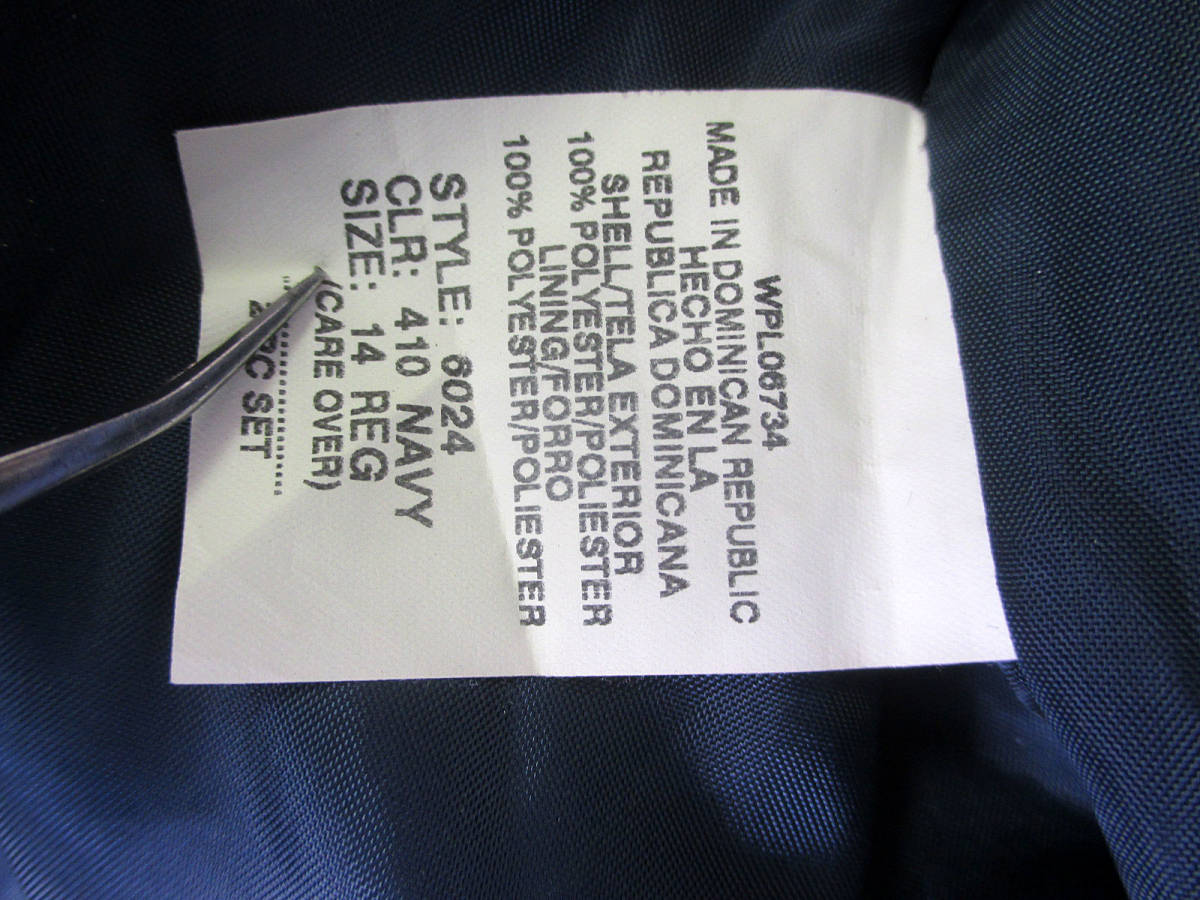 WPL06734
MADE IN DOMINICAN REPUBLIC
HECHO EN LA
REPUBLICA DOMINICANA
SHELL/TELA EXTERIOR
100% POLYESTER/POLIESTER
LINING/FORRO
100% POLYESTER/POLIESTER
STYLE: 6024
CLR: 410 NAVY
SIZE: 14 REG
(CARE OVER)
SET